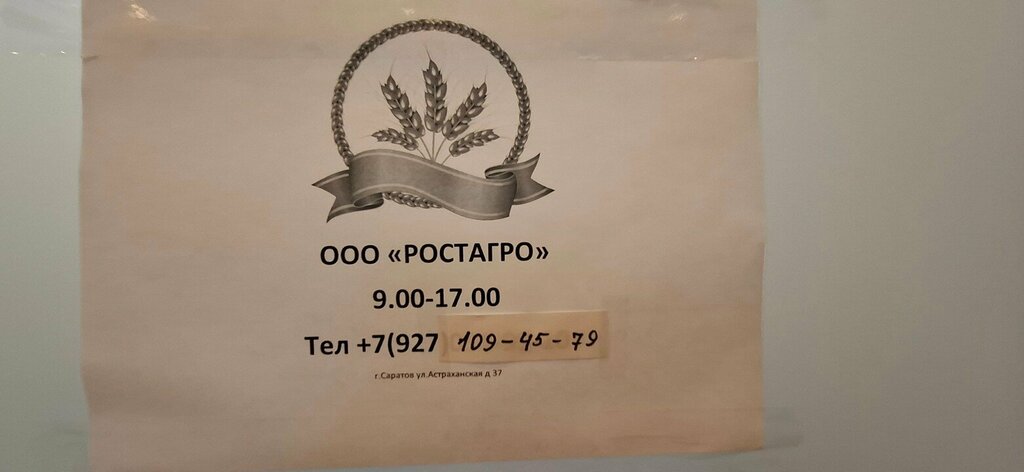 ООО «РОСТАГРО»
9.00-17.00
Тел +7(927 109-45-79
г.Саратов ул.Астраханская д 37